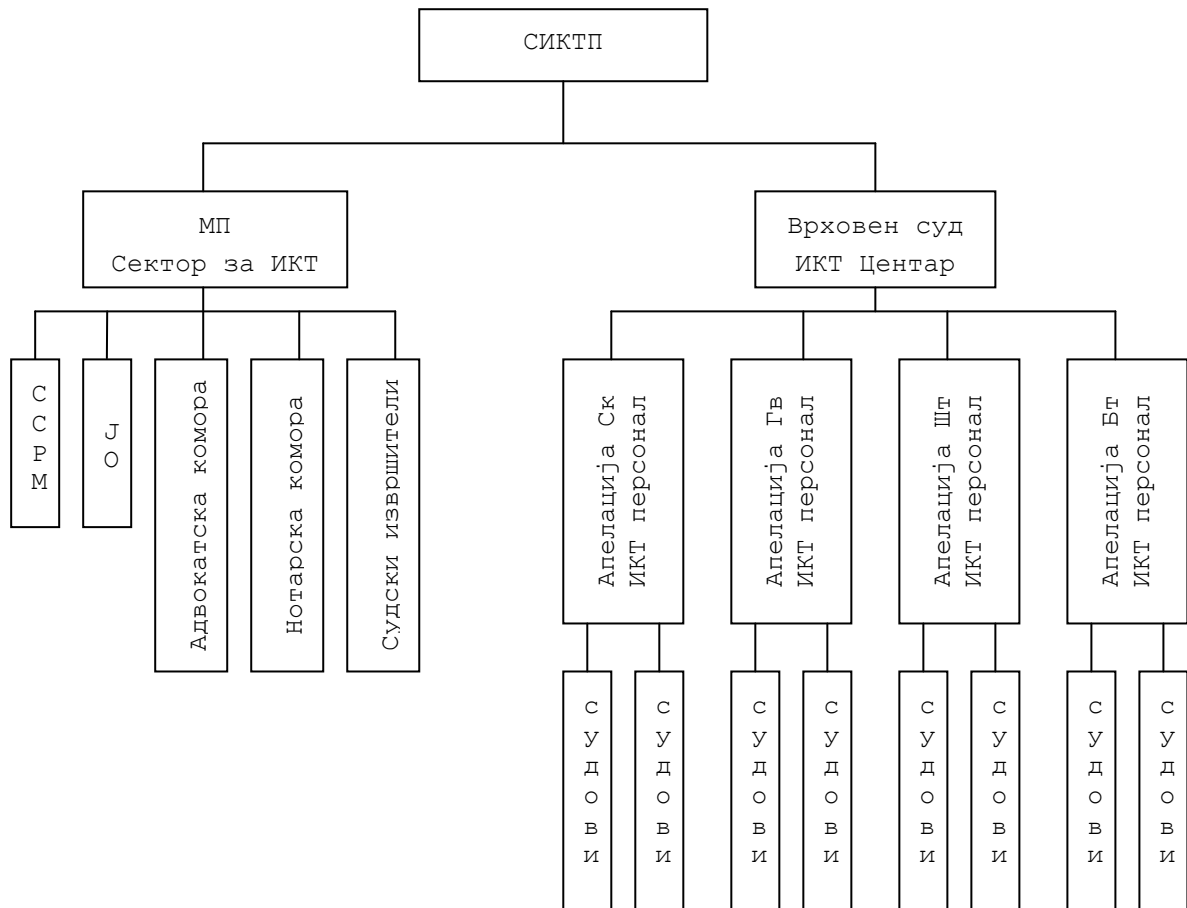 СИКТП
МП
Сектор за ИКТ
Врховен суд
ИКТ Центар
ССРМ
ЈО
Адвокатска комора
Нотарска комора
Судски извршители
Апелација Ск
ИКТ персонал
Апелација Гв
ИКТ персонал
Апелација Шт
ИКТ персонал
Апелација Бт
ИКТ персонал
судови
судови
судови
судови
судови
судови
судови
судови